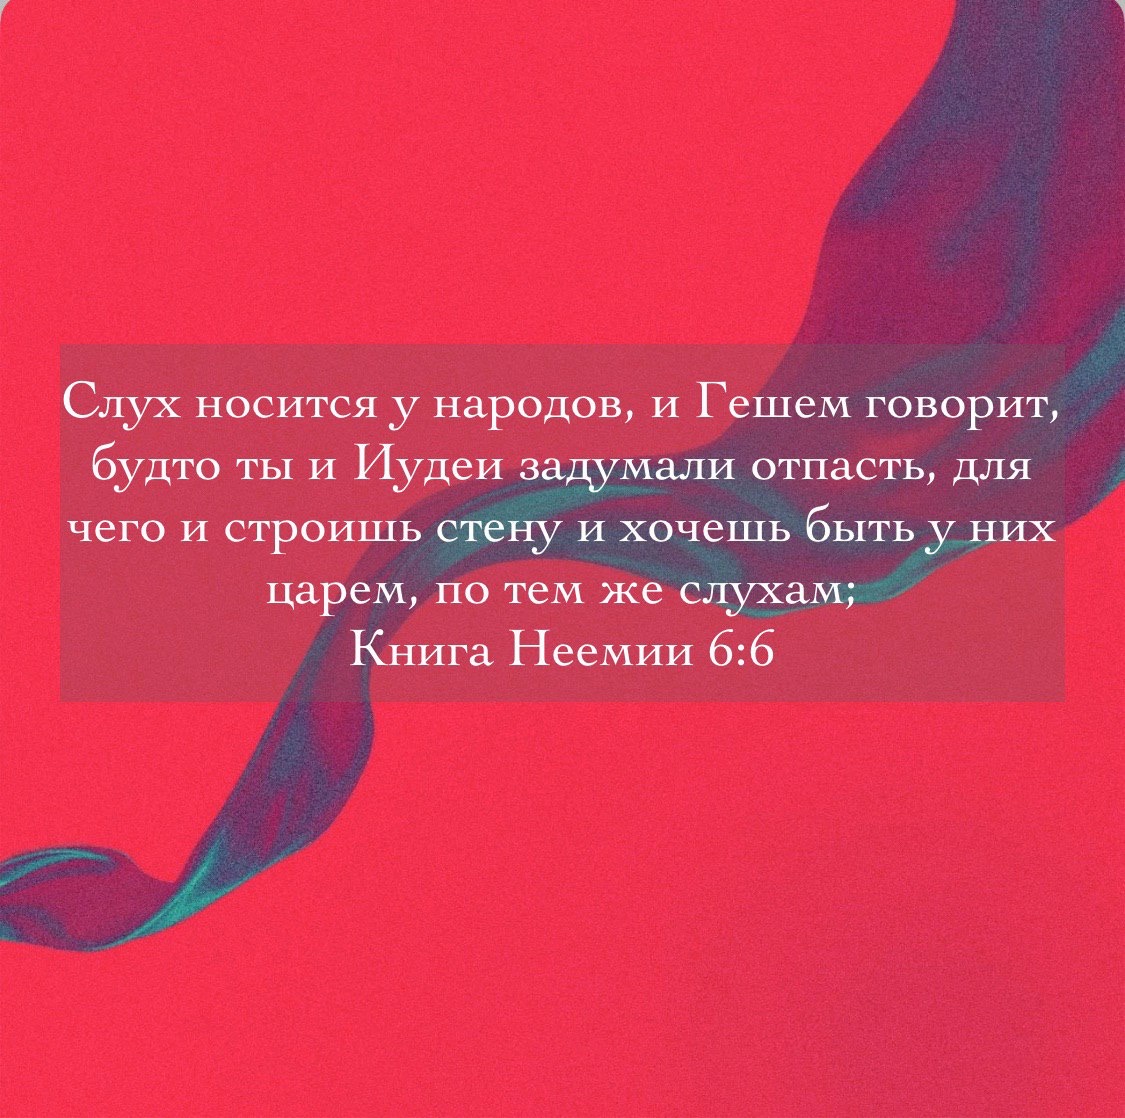 Слух носится у народов, и Гешем говорит,
будто ты и Иудеи задумали отпасть, для
чего и строишь стену и хочешь быть у них
царем, по тем же слухам;
Книга Неемии 6:6